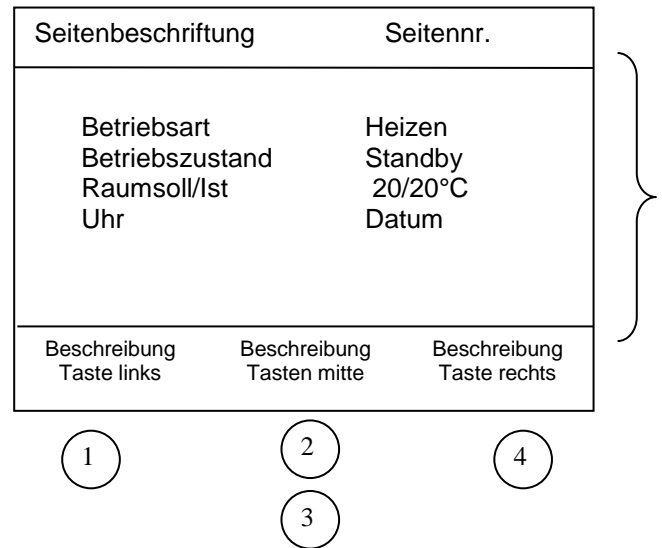 Seitenbeschriftung Seitennr.
Betriebsart Heizen
Betriebszustand Standby
Raumsoll/Ist 20/20°C
Uhr Datum
Beschreibung Beschreibung Beschreibung
Taste links Tasten mitte Taste rechts
1 2 4
3